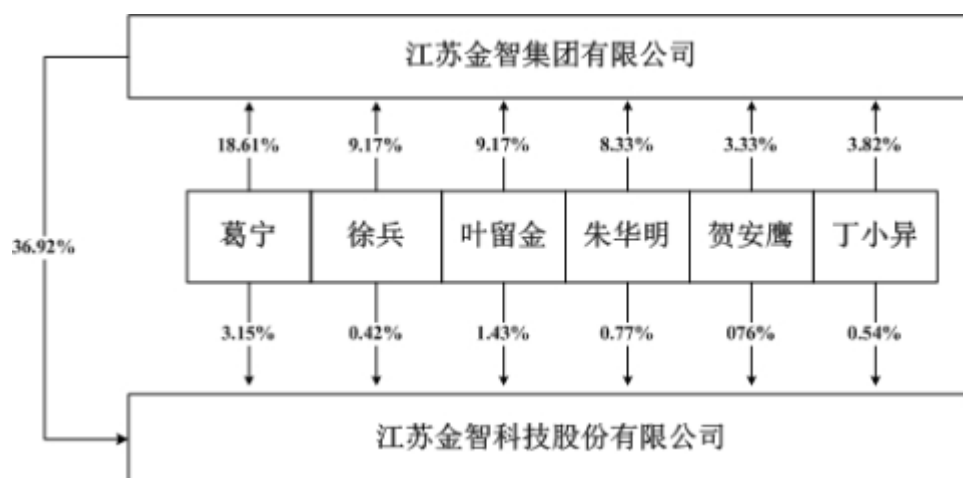 江苏金智集团有限公司
18.61% 9.17% 9.17% 8.33% 3.33% 3.82%
葛宁 徐兵 叶留金 朱华明 贺安鹰 丁小异
36.92%
3.15% 0.42% 1.43% 0.77% 076% 0.54%
江苏金智科技股份有限公司